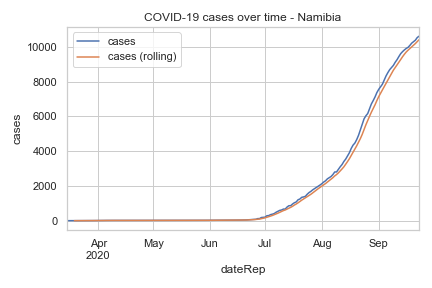 COVID-19 cases over time - Namibia
cases
cases (rolling)
10000
8000
6000
4000
2000
0
cases
Apr
2020
May
Jun
Jul
Aug
Sep
dateRep